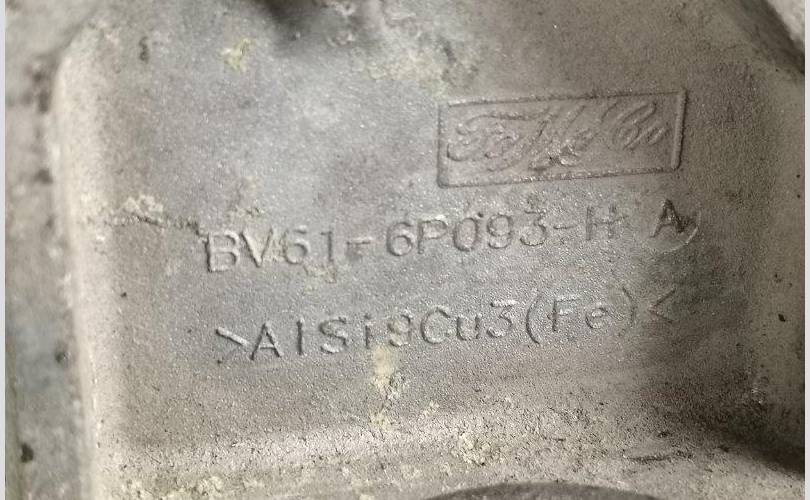 FoMoCo
BV61-6P093-HA
>AlSi9Cu3(Fe)<